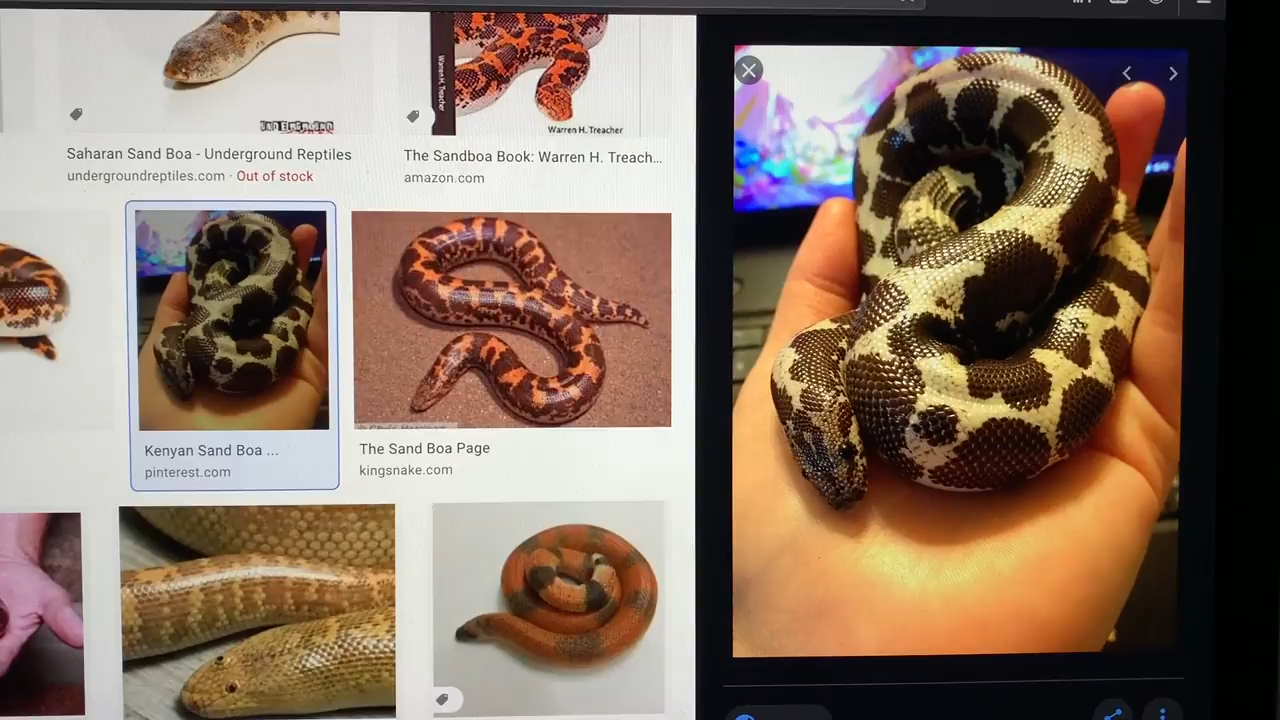 Warren H. Treacher
UNDERGROUND
Warren H. Treacher
Saharan Sand Boa - Underground Reptiles
undergroundreptiles.com · Out of stock
The Sandboa Book: Warren H. Treach...
amazon.com
Kenyan Sand Boa ...
pinterest.com
The Sand Boa Page
kingsnake.com